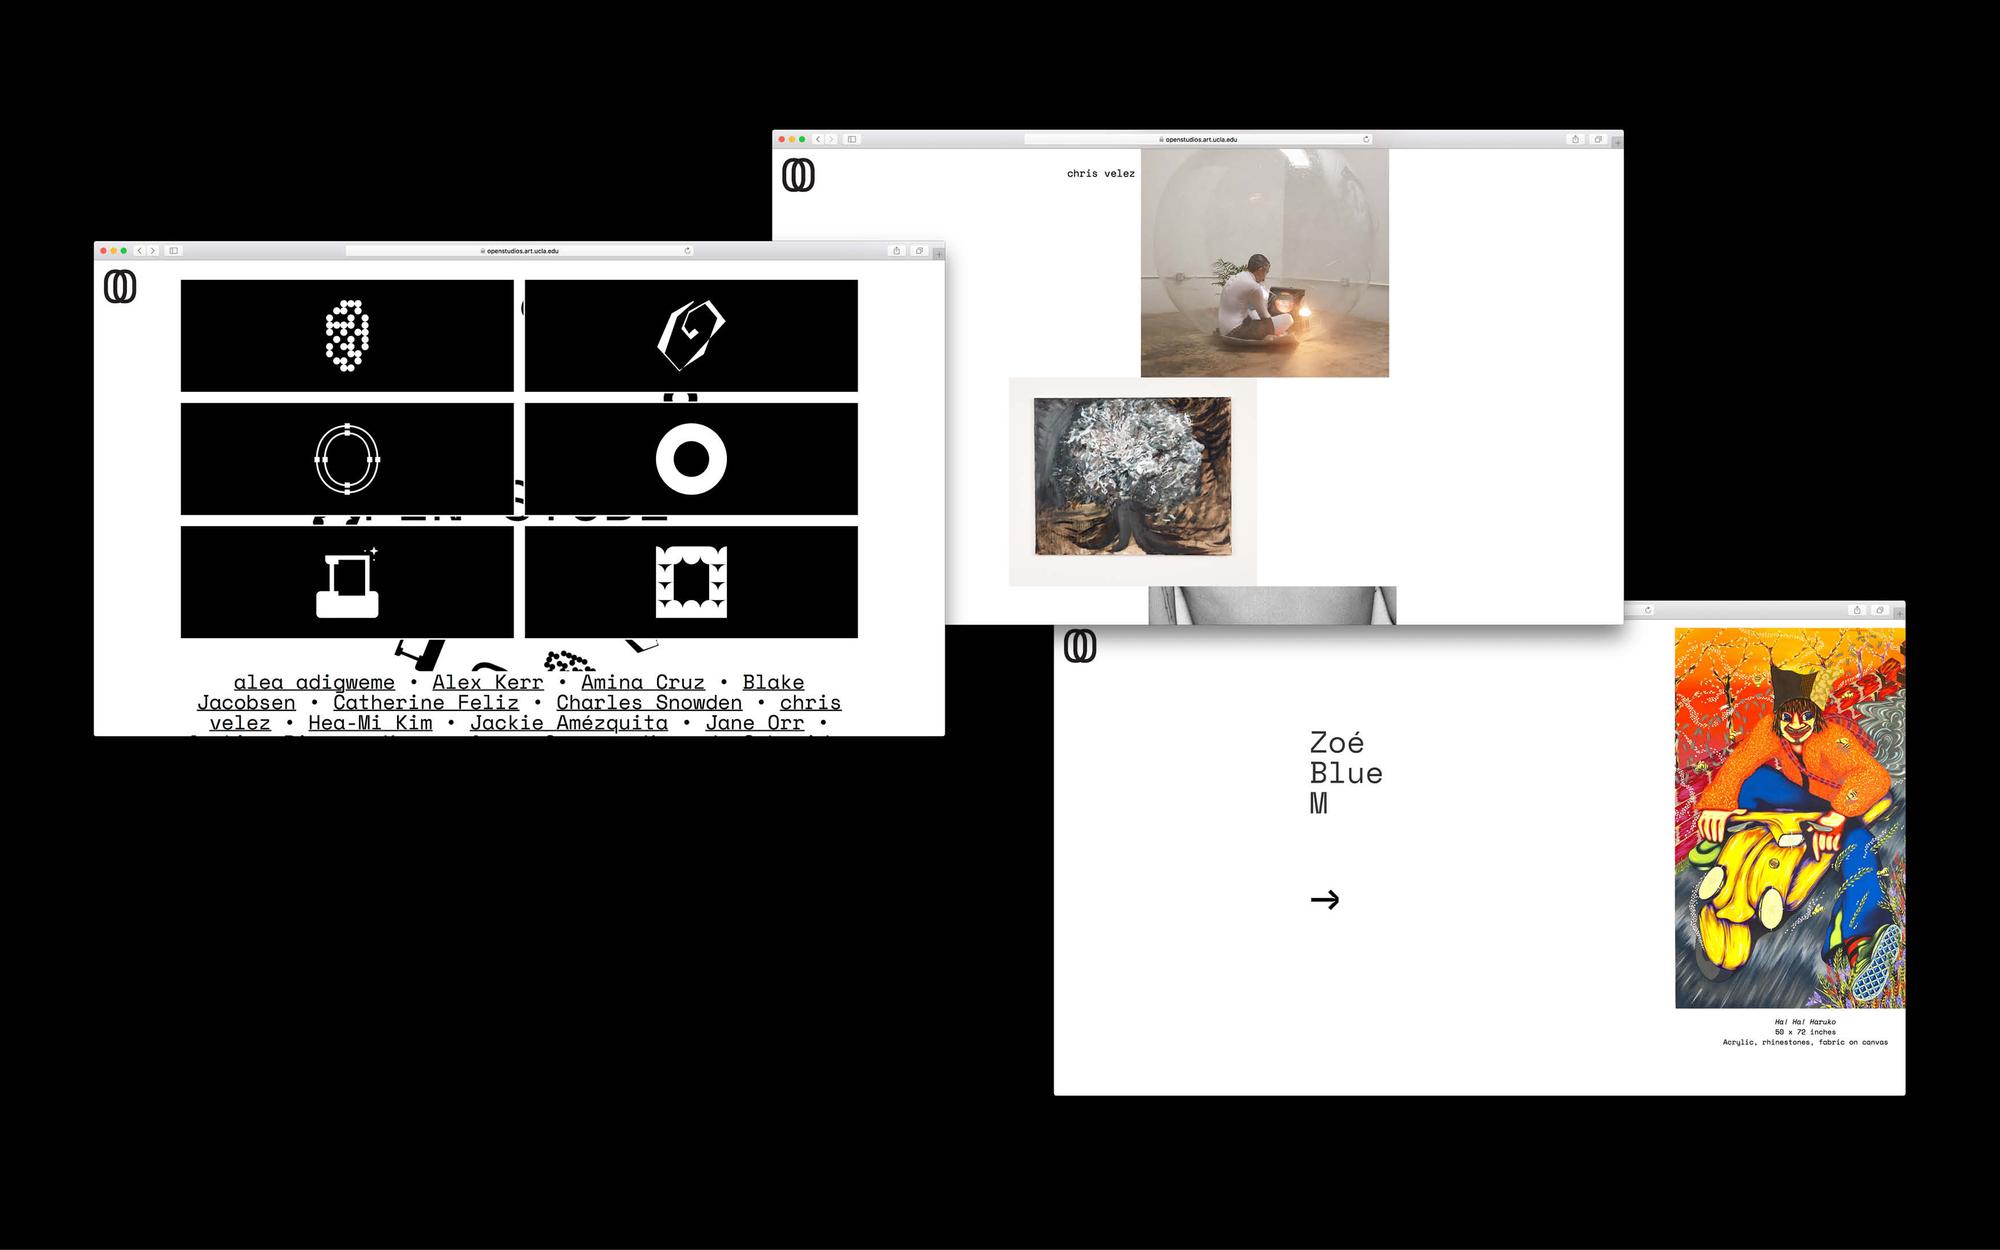 openstudios.art.ucla.edu
chris velez
openstudios.art.ucla.edu
alea adigweme • Alex Kerr • Amina Cruz • Blake
Jacobsen • Catherine Feliz • Charles Snowden • chris
velez • Hea-Mi Kim • Jackie Amézquita • Jane Orr •
Zoé
Blue
M
→
Ha! Ha! Haruko
50 x 72 inches
Acrylic, rhinestones, fabric on canvas